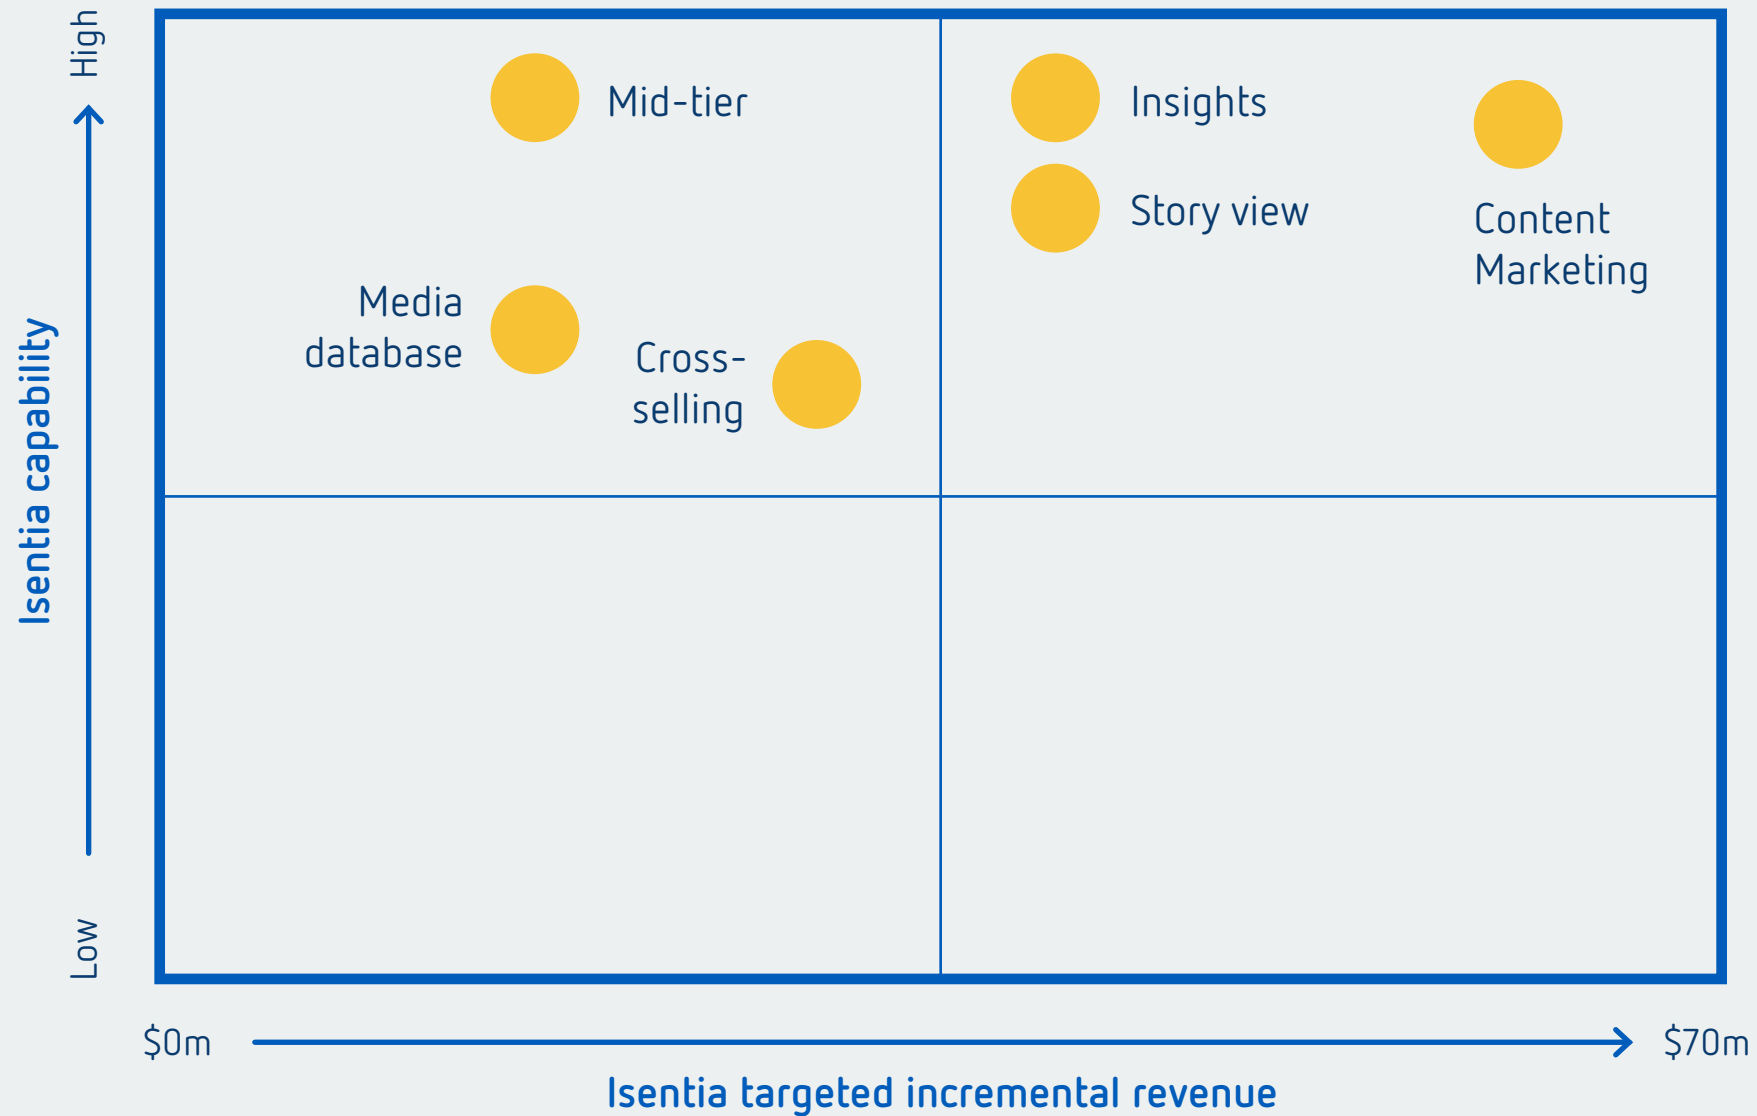 High
Mid-tier
Insights
Story view
Content
Marketing
Media
database
Cross-
selling
Isentia capability
Low
$0m
$70m
Isentia targeted incremental revenue